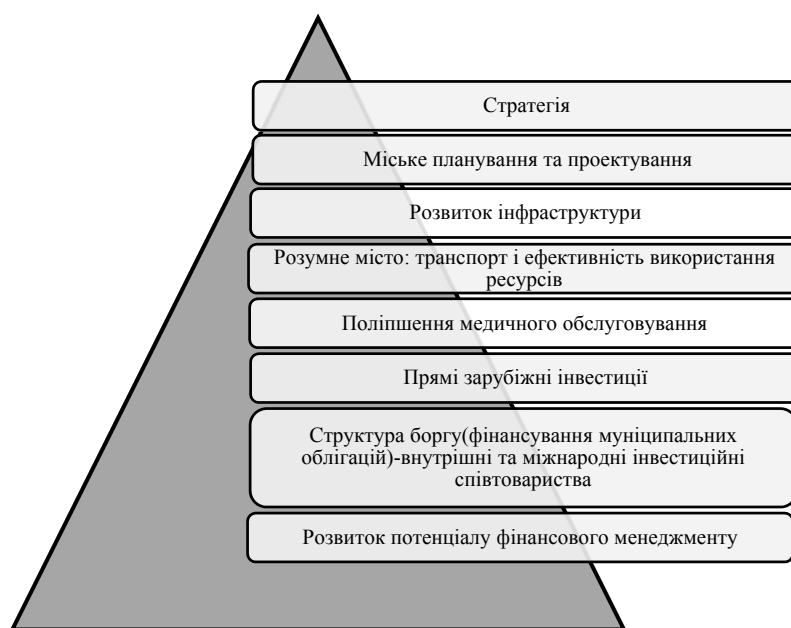 Стратегія
Міське планування та проектування
Розвиток інфраструктури
Розумне місто: транспорт і ефективність використання
ресурсів
Поліпшення медичного обслуговування
Прямі зарубіжні інвестиції
Структура боргу(фінансування муніципальних
облігацій)-внутрішні та міжнародні інвестиційні
співтовариства
Розвиток потенціалу фінансового менеджменту